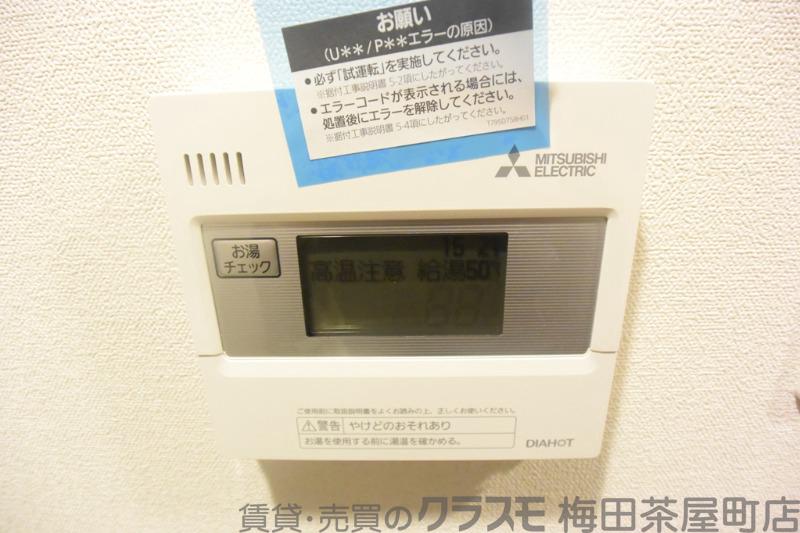 お願い
(U**/P**エラーの原因)
●必ず「試運転」を実施してください。
※据付工事説明書 5-2項にしたがってください。
●エラーコードが表示される場合には、
処置後にエラーを解除してください。
※据付工事説明書 5-4項にしたがってください。
T795D758H01
MITSUBISHI
ELECTRIC
お湯
チェック
15 21
高温注意 給湯50℃
ご使用前に取扱説明書をよくお読みの上、正しくお使いください。
⚠警告 やけどのおそれあり
お湯を使用する前に湯温を確かめる。
DIAHOT
賃貸・売買のクラスモ 梅田茶屋町店